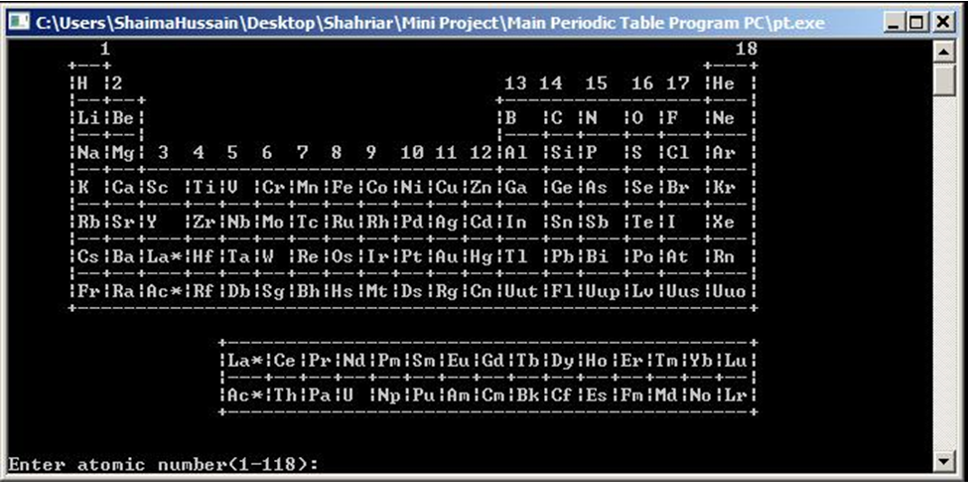 C:\Users\ShaimaHussain\Desktop\Shahriar\Mini Project\Main Periodic Table Program PC\pt.exe
1 18
H 2 13 14 15 16 17 He
Li Be B C N O F Ne
Na Mg 3 4 5 6 7 8 9 10 11 12 Al Si P S Cl Ar
K Ca Sc Ti V Cr Mn Fe Co Ni Cu Zn Ga Ge As Se Br Kr
Rb Sr Y Zr Nb Mo Tc Ru Rh Pd Ag Cd In Sn Sb Te I Xe
Cs Ba La* Hf Ta W Re Os Ir Pt Au Hg Tl Pb Bi Po At Rn
Fr Ra Ac* Rf Db Sg Bh Hs Mt Ds Rg Cn Uut Fl Uup Lv Uus Uuo
La* Ce Pr Nd Pm Sm Eu Gd Tb Dy Ho Er Tm Yb Lu
Ac* Th Pa U Np Pu Am Cm Bk Cf Es Fm Md No Lr
Enter atomic number(1-118):